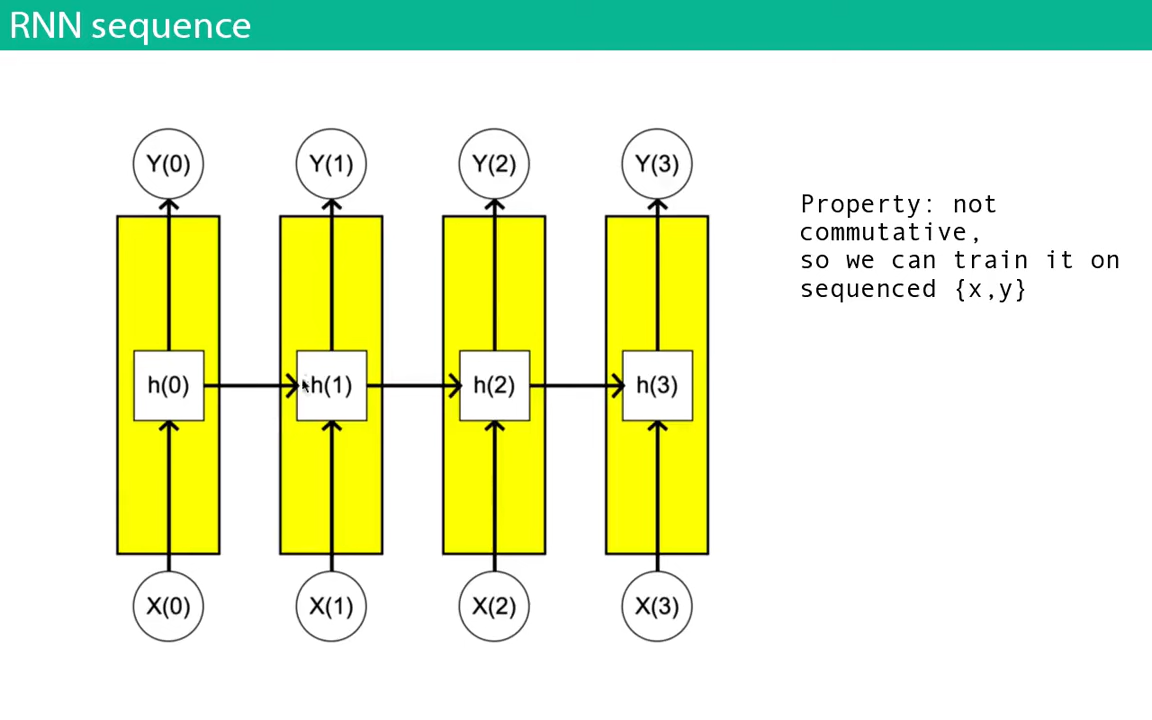 RNN sequence
Y(0) Y(1) Y(2) Y(3)
Property: not
commutative,
so we can train it on
sequenced {x,y}
h(0) h(1) h(2) h(3)
X(0) X(1) X(2) X(3)